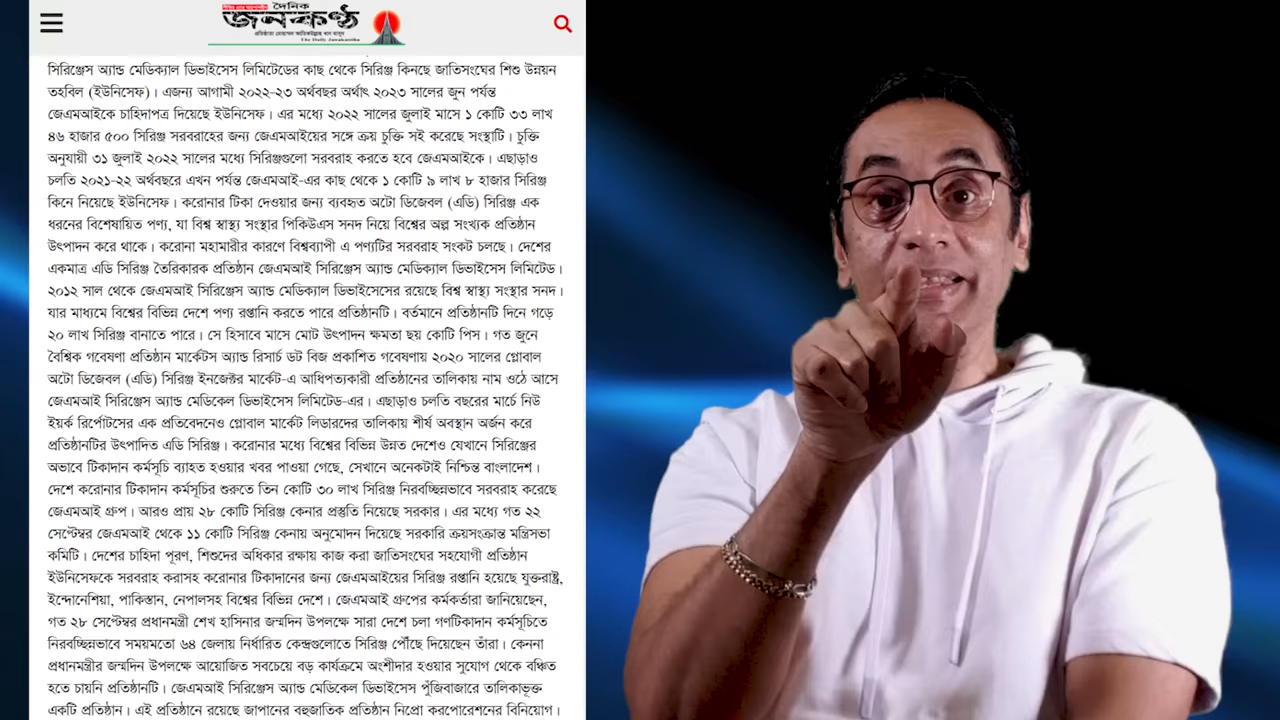 দৈনিক
জনকণ্ঠ
The Daily Janakantha
সিরিঞ্জেস অ্যান্ড মেডিক্যাল ডিভাইসেস লিমিটেডের কাছ থেকে সিরিঞ্জ কিনছে জাতিসংঘের শিশু উন্নয়ন
তহবিল (ইউনিসেফ)। এজন্য আগামী ২০২২-২৩ অর্থবছর অর্থাৎ ২০২৩ সালের জুন পর্যন্ত
জেএমআইকে চাহিদাপত্র দিয়েছে ইউনিসেফ। এর মধ্যে ২০২২ সালের জুলাই মাসে ১ কোটি ৩৩ লাখ
৪৬ হাজার ৫০০ সিরিঞ্জ সরবরাহের জন্য জেএমআইয়ের সঙ্গে ক্রয় চুক্তি সই করেছে সংস্থাটি। চুক্তি
অনুযায়ী ৩১ জুলাই ২০২২ সালের মধ্যে সিরিঞ্জগুলো সরবরাহ করতে হবে জেএমআইকে। এছাড়াও
চলতি ২০২১-২২ অর্থবছরে এখন পর্যন্ত জেএমআই-এর কাছ থেকে ১ কোটি ৯ লাখ ৮ হাজার সিরিঞ্জ
কিনে নিয়েছে ইউনিসেফ। করোনার টিকা দেওয়ার জন্য ব্যবহৃত অটো ডিজেবল (এডি) সিরিঞ্জ এক
ধরনের বিশেষায়িত পণ্য, যা বিশ্ব স্বাস্থ্য সংস্থার পিকিউএস সনদ নিয়ে বিশ্বের অল্প সংখ্যক প্রতিষ্ঠান
উৎপাদন করে থাকে। করোনা মহামারীর কারণে বিশ্বব্যাপী এ পণ্যটির সরবরাহ সংকট চলছে। দেশের
একমাত্র এডি সিরিঞ্জ তৈরিকারক প্রতিষ্ঠান জেএমআই সিরিঞ্জেস অ্যান্ড মেডিক্যাল ডিভাইসেস লিমিটেড।
২০১২ সাল থেকে জেএমআই সিরিঞ্জেস অ্যান্ড মেডিক্যাল ডিভাইসেসের রয়েছে বিশ্ব স্বাস্থ্য সংস্থার সনদ।
যার মাধ্যমে বিশ্বের বিভিন্ন দেশে পণ্য রপ্তানি করতে পারে প্রতিষ্ঠানটি। বর্তমানে প্রতিষ্ঠানটি দিনে গড়ে
২০ লাখ সিরিঞ্জ বানাতে পারে। সে হিসাবে মাসে মোট উৎপাদন ক্ষমতা ছয় কোটি পিস। গত জুনে
বৈশ্বিক গবেষণা প্রতিষ্ঠান মার্কেটস অ্যান্ড রিসার্চ ডট বিজ প্রকাশিত গবেষণায় ২০২০ সালের গ্লোবাল
অটো ডিজেবল (এডি) সিরিঞ্জ ইনজেক্টর মার্কেট-এ আধিপত্যকারী প্রতিষ্ঠানের তালিকায় নাম ওঠে আসে
জেএমআই সিরিঞ্জেস অ্যান্ড মেডিকেল ডিভাইসেস লিমিটেড-এর। এছাড়াও চলতি বছরের মার্চে নিউ
ইয়র্ক রির্পোটসের এক প্রতিবেদনেও গ্লোবাল মার্কেট লিডারদের তালিকায় শীর্ষ অবস্থান অর্জন করে
প্রতিষ্ঠানটির উৎপাদিত এডি সিরিঞ্জ। করোনার মধ্যে বিশ্বের বিভিন্ন উন্নত দেশেও যেখানে সিরিঞ্জের
অভাবে টিকাদান কর্মসূচি ব্যাহত হওয়ার খবর পাওয়া গেছে, সেখানে অনেকটাই নিশ্চিন্ত বাংলাদেশ।
দেশে করোনার টিকাদান কর্মসূচির শুরুতে তিন কোটি ৩০ লাখ সিরিঞ্জ নিরবচ্ছিন্নভাবে সরবরাহ করেছে
জেএমআই গ্রুপ। আরও প্রায় ২৮ কোটি সিরিঞ্জ কেনার প্রস্তুতি নিয়েছে সরকার। এর মধ্যে গত ২২
সেপ্টেম্বর জেএমআই থেকে ১১ কোটি সিরিঞ্জ কেনায় অনুমোদন দিয়েছে সরকারি ক্রয়সংক্রান্ত মন্ত্রিসভা
কমিটি। দেশের চাহিদা পূরণ, শিশুদের অধিকার রক্ষায় কাজ করা জাতিসংঘের সহযোগী প্রতিষ্ঠান
ইউনিসেফকে সরবরাহ করাসহ করোনার টিকাদানের জন্য জেএমআইয়ের সিরিঞ্জ রপ্তানি হয়েছে যুক্তরাষ্ট্র,
ইন্দোনেশিয়া, পাকিস্তান, নেপালসহ বিশ্বের বিভিন্ন দেশে। জেএমআই গ্রুপের কর্মকর্তারা জানিয়েছেন,
গত ২৮ সেপ্টেম্বর প্রধানমন্ত্রী শেখ হাসিনার জন্মদিন উপলক্ষে সারা দেশে চলা গণটিকাদান কর্মসূচিতে
নিরবচ্ছিন্নভাবে সময়মতো ৬৪ জেলায় নির্ধারিত কেন্দ্রগুলোতে সিরিঞ্জ পৌঁছে দিয়েছেন তাঁরা। কেননা
প্রধানমন্ত্রীর জন্মদিন উপলক্ষে আয়োজিত সবচেয়ে বড় কার্যক্রমে অংশীদার হওয়ার সুযোগ থেকে বঞ্চিত
হতে চায়নি প্রতিষ্ঠানটি। জেএমআই সিরিঞ্জেস অ্যান্ড মেডিকেল ডিভাইসেস পুঁজিবাজারে তালিকাভূক্ত
একটি প্রতিষ্ঠান। এই প্রতিষ্ঠানে রয়েছে জাপানের বহুজাতিক প্রতিষ্ঠান নিপ্রো করপোরেশনের বিনিয়োগ।